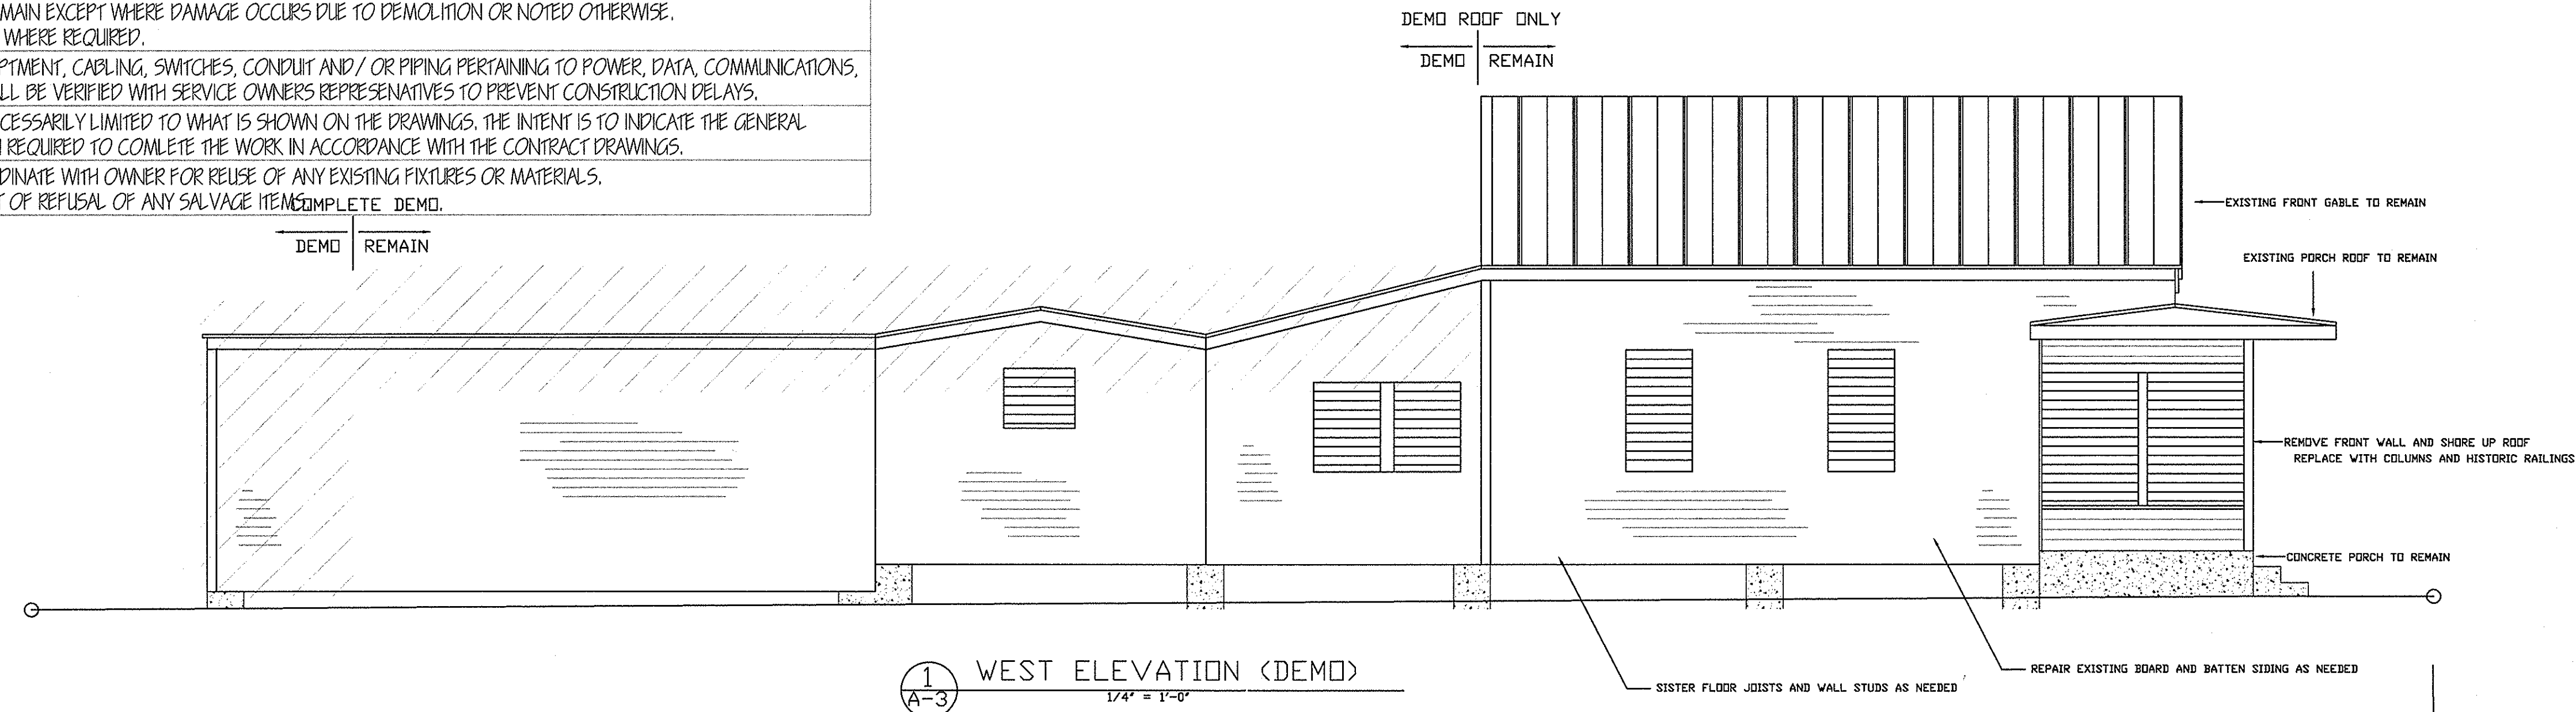 MAIN EXCEPT WHERE DAMAGE OCCURS DUE TO DEMOLITION OR NOTED OTHERWISE.
WHERE REQUIRED.
PTMENT, CABLING, SWITCHES, CONDUIT AND/ OR PIPING PERTAINING TO POWER, DATA, COMMUNICATIONS,
LL BE VERIFIED WITH SERVICE OWNERS REPRESENATIVES TO PREVENT CONSTRUCTION DELAYS.
CESSARILY LIMITED TO WHAT IS SHOWN ON THE DRAWINGS. THE INTENT IS TO INDICATE THE GENERAL
REQUIRED TO COMLETE THE WORK IN ACCORDANCE WITH THE CONTRACT DRAWINGS.
DINATE WITH OWNER FOR REUSE OF ANY EXISTING FIXTURES OR MATERIALS.
T OF REFUSAL OF ANY SALVAGE ITEMS.
COMPLETE DEMO.
DEMO REMAIN
DEMO ROOF ONLY
DEMO REMAIN
EXISTING FRONT GABLE TO REMAIN
EXISTING PORCH ROOF TO REMAIN
REMOVE FRONT WALL AND SHORE UP ROOF
REPLACE WITH COLUMNS AND HISTORIC RAILINGS
CONCRETE PORCH TO REMAIN
REPAIR EXISTING BOARD AND BATTEN SIDING AS NEEDED
SISTER FLOOR JOISTS AND WALL STUDS AS NEEDED
1
A-3
WEST ELEVATION (DEMO)
1/4" = 1'-0"